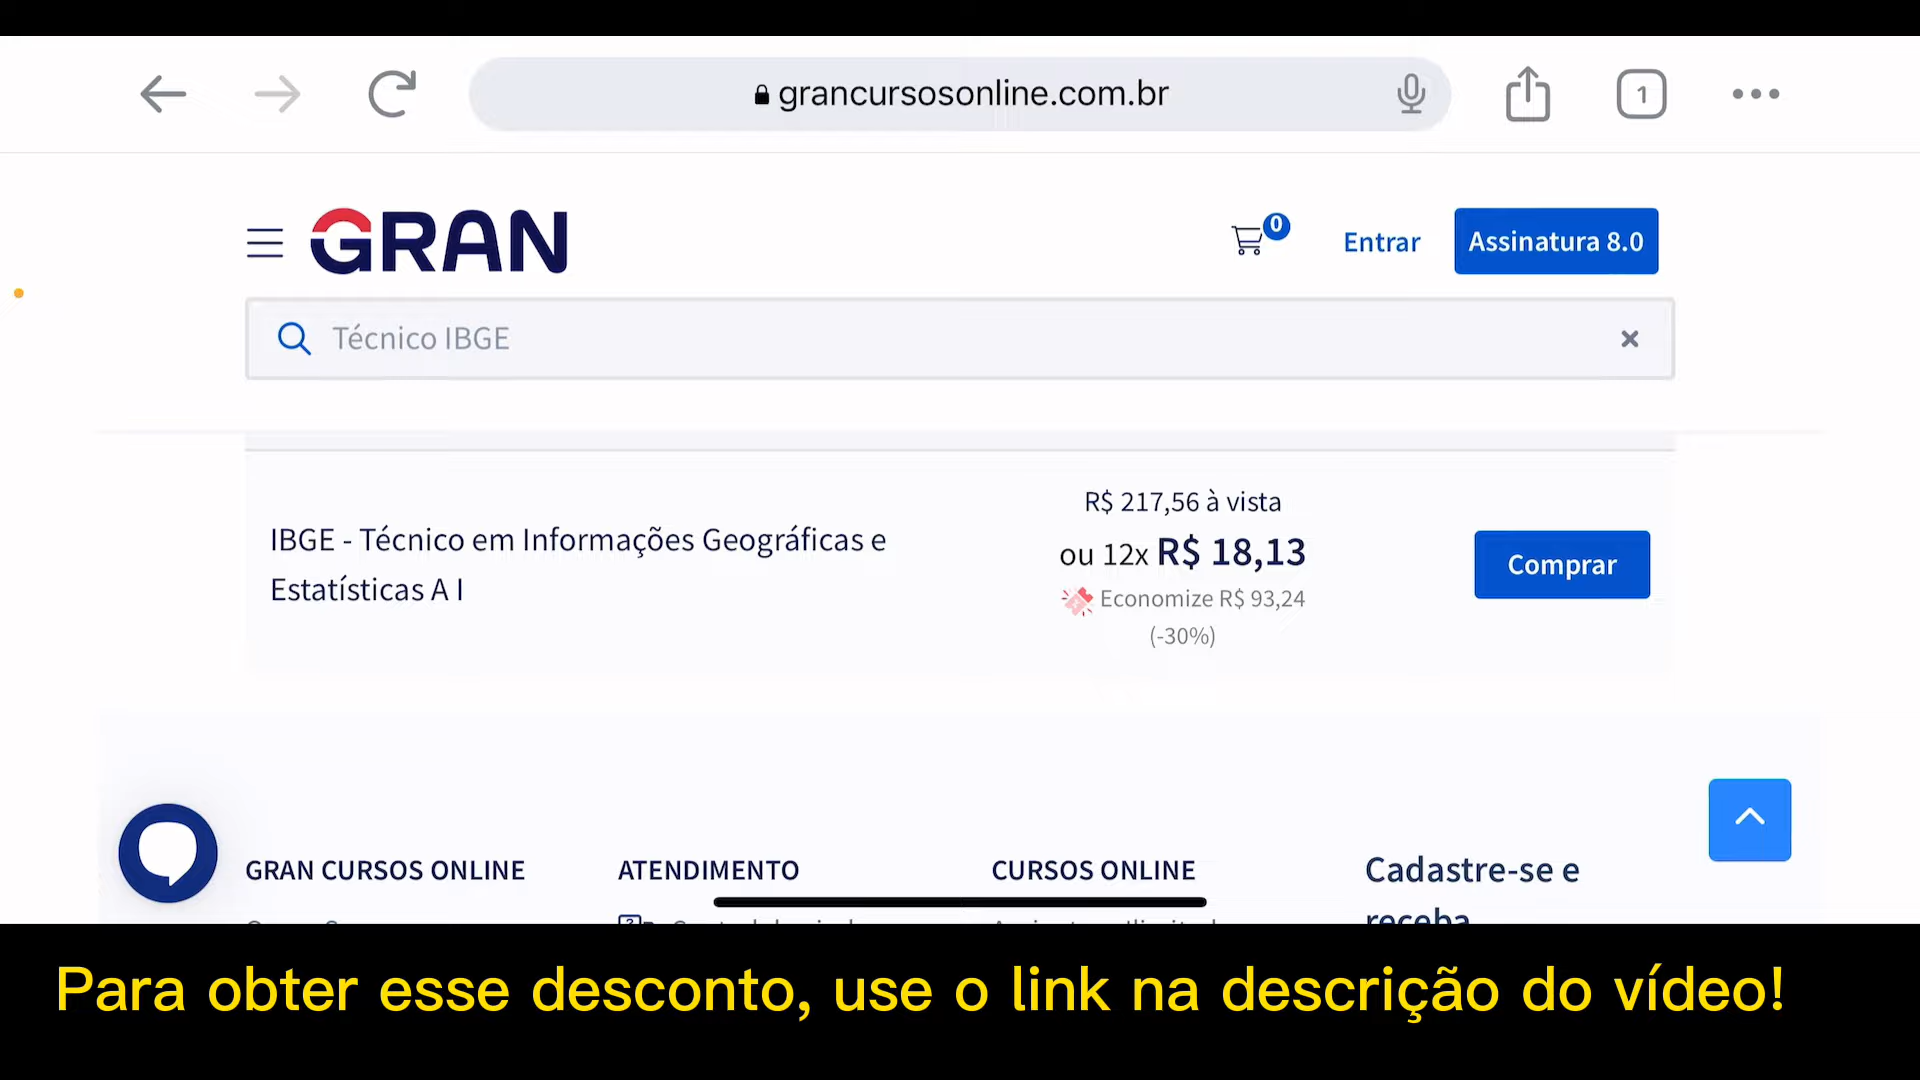 grancursosonline.com.br
1
GRAN
0
Entrar
Assinatura 8.0
Técnico IBGE
IBGE - Técnico em Informações Geográficas e
Estatísticas A I
R$ 217,56 à vista
ou 12x R$ 18,13
Economize R$ 93,24
(-30%)
Comprar
GRAN CURSOS ONLINE
ATENDIMENTO
CURSOS ONLINE
Cadastre-se e
receba
Para obter esse desconto, use o link na descrição do vídeo!